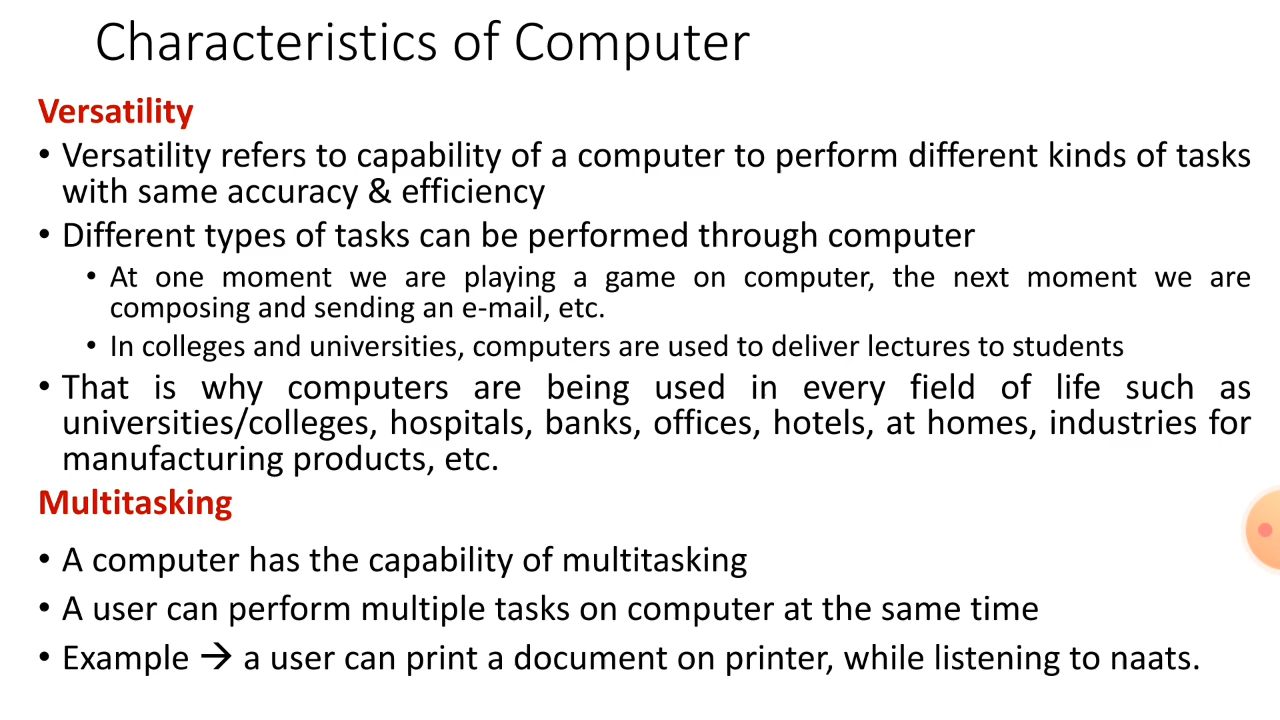 Characteristics of Computer
Versatility
• Versatility refers to capability of a computer to perform different kinds of tasks
with same accuracy & efficiency
• Different types of tasks can be performed through computer
• At one moment we are playing a game on computer, the next moment we are
composing and sending an e-mail, etc.
• In colleges and universities, computers are used to deliver lectures to students
• That is why computers are being used in every field of life such as
universities/colleges, hospitals, banks, offices, hotels, at homes, industries for
manufacturing products, etc.
Multitasking
• A computer has the capability of multitasking
• A user can perform multiple tasks on computer at the same time
• Example → a user can print a document on printer, while listening to naats.